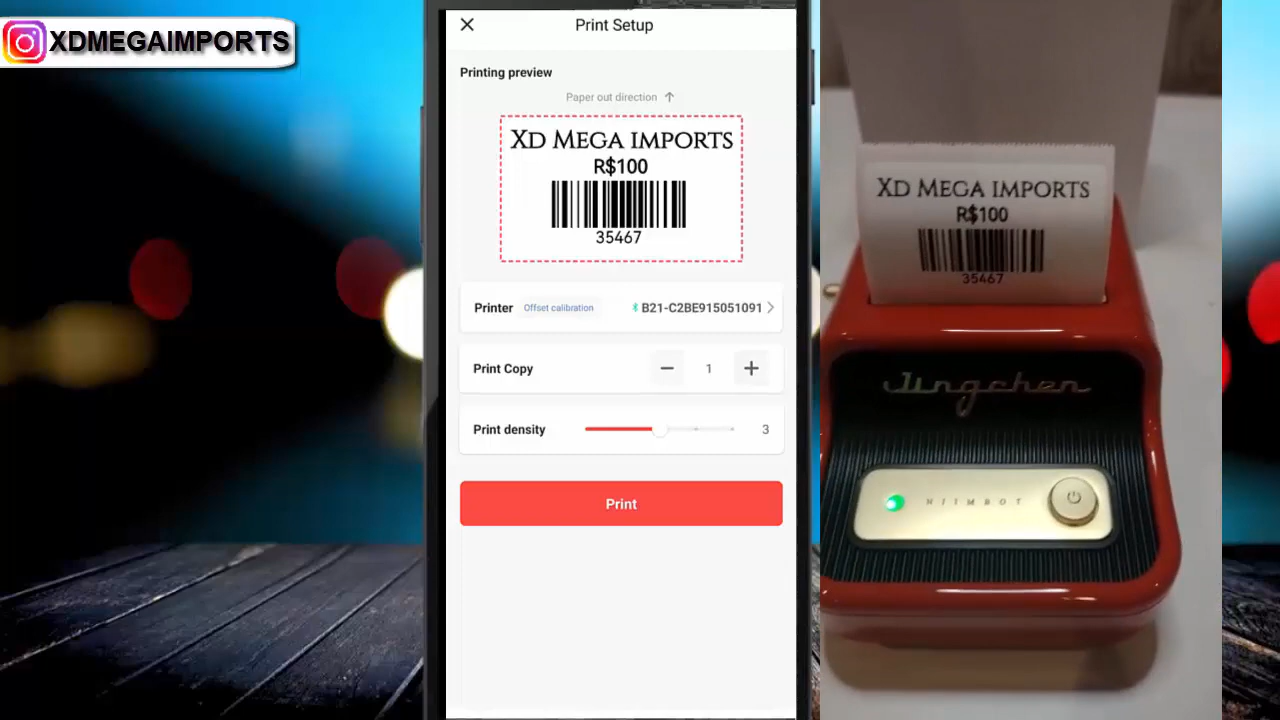 XDMEGAIMPORTS
Print Setup
Printing preview
Paper out direction
XD MEGA IMPORTS
R$100
35467
Printer Offset calibration B21-C2BE915051091
Print Copy 1
Print density 3
Print
XD MEGA IMPORTS
R$100
35467
Jingchen
NIIMBOT